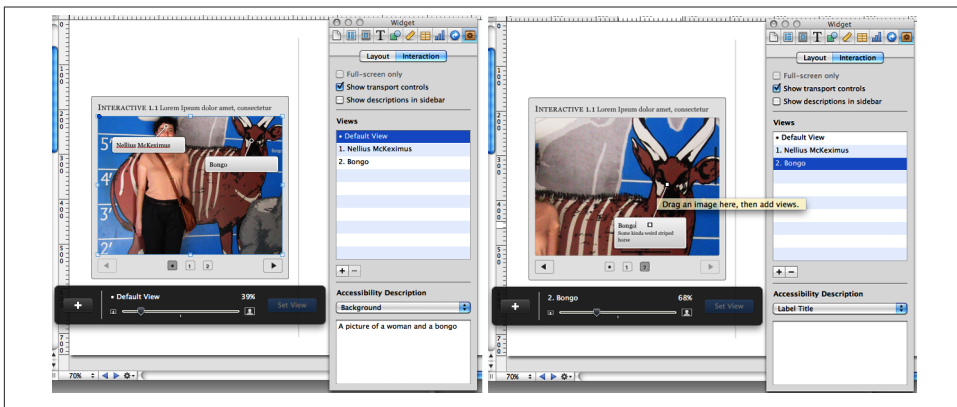 Widget
Layout Interaction
Full-screen only
Show transport controls
Show descriptions in sidebar
INTERACTIVE 1.1 Lorem Ipsum dolor amet, consectetur
Views
• Default View
1. Nellius McKeximus
2. Bongo
5'
4'
2'
Nellius McKeximus
Bongo
1 2
+ −
+
• Default View
39%
Set View
Accessibility Description
Background
A picture of a woman and a bongo
70%
Widget
Layout Interaction
Full-screen only
Show transport controls
Show descriptions in sidebar
INTERACTIVE 1.1 Lorem Ipsum dolor amet, consectetur
Views
• Default View
1. Nellius McKeximus
2. Bongo
Drag an image here, then add views.
Bongo
Some kinda weird striped
horse
1 2
+ −
+
2. Bongo
68%
Set View
Accessibility Description
Label Title
70%